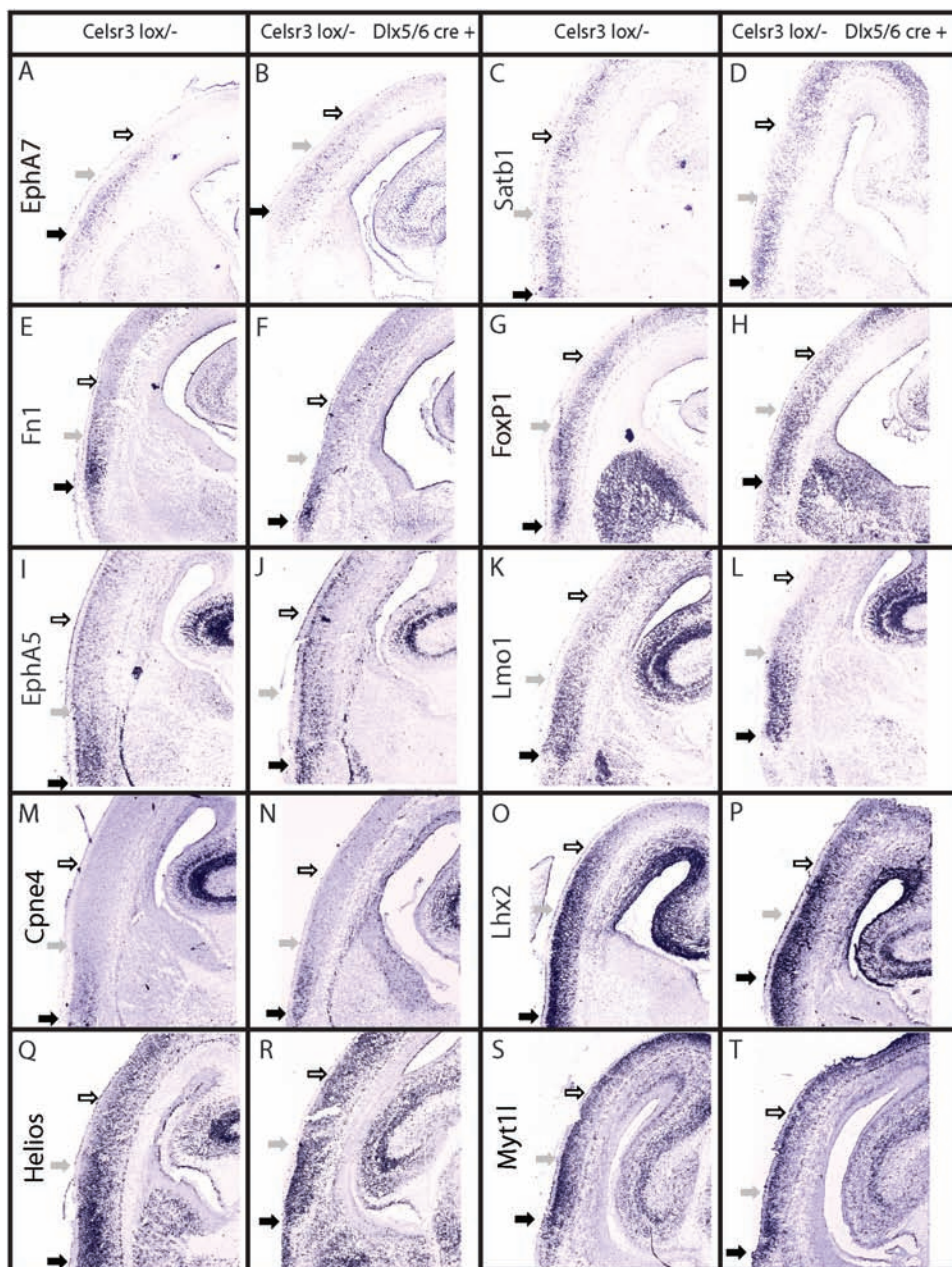 Celsr3 lox/-
Celsr3 lox/- Dlx5/6 cre +
Celsr3 lox/-
Celsr3 lox/- Dlx5/6 cre +
EphA7
A
B
Satb1
C
D
Fn1
E
F
FoxP1
G
H
EphA5
I
J
Lmo1
K
L
Cpne4
M
N
Lhx2
O
P
Helios
Q
R
Myt1l
S
T